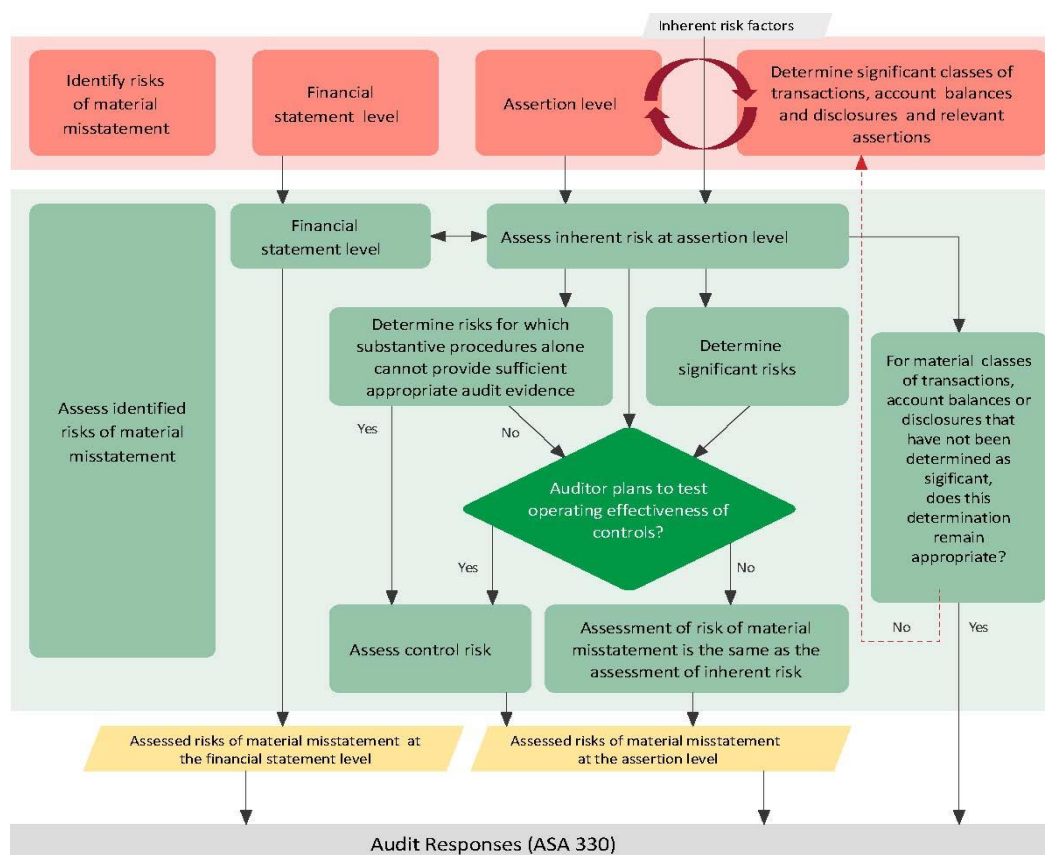 Inherent risk factors
Identify risks
of material
misstatement
Financial
statement level
Assertion level
Determine significant classes of
transactions, account balances
and disclosures and relevant
assertions
Assess identified
risks of material
misstatement
Financial
statement level
Assess inherent risk at assertion level
Determine risks for which
substantive procedures alone
cannot provide sufficient
appropriate audit evidence
Determine
significant risks
For material classes
of transactions,
account balances or
disclosures that
have not been
determined as
sigificant,
does this
determination
remain
appropriate?
Yes
No
Auditor plans to test
operating effectiveness of
controls?
Yes
No
Assess control risk
Assessment of risk of material
misstatement is the same as the
assessment of inherent risk
No
Yes
Assessed risks of material misstatement at
the financial statement level
Assessed risks of material misstatement
at the assertion level
Audit Responses (ASA 330)